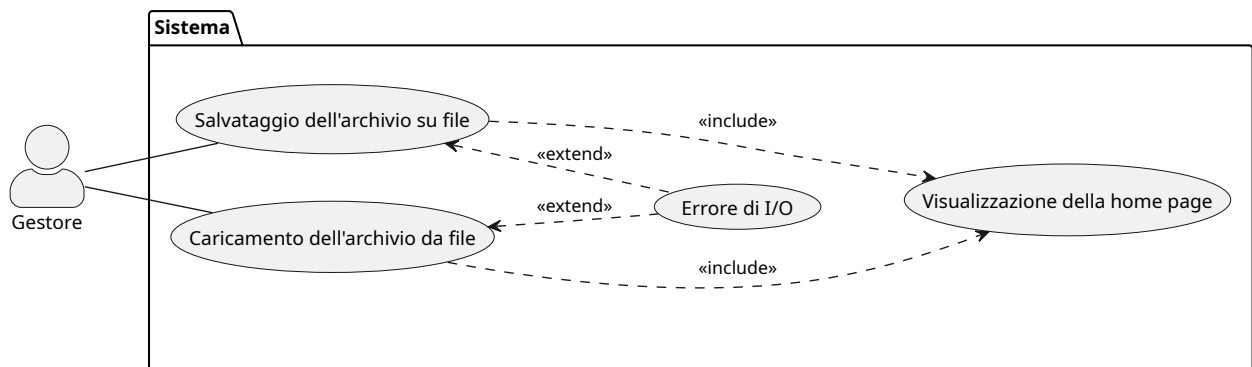 Sistema
Salvataggio dell'archivio su file
«include»
«extend»
Errore di I/O
Visualizzazione della home page
«extend»
Gestore
Caricamento dell'archivio da file
«include»